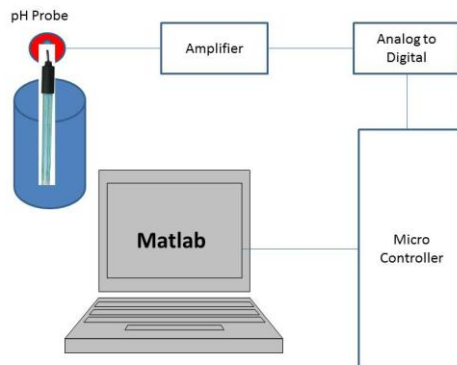 pH Probe
Amplifier
Analog to
Digital
Matlab
Micro
Controller